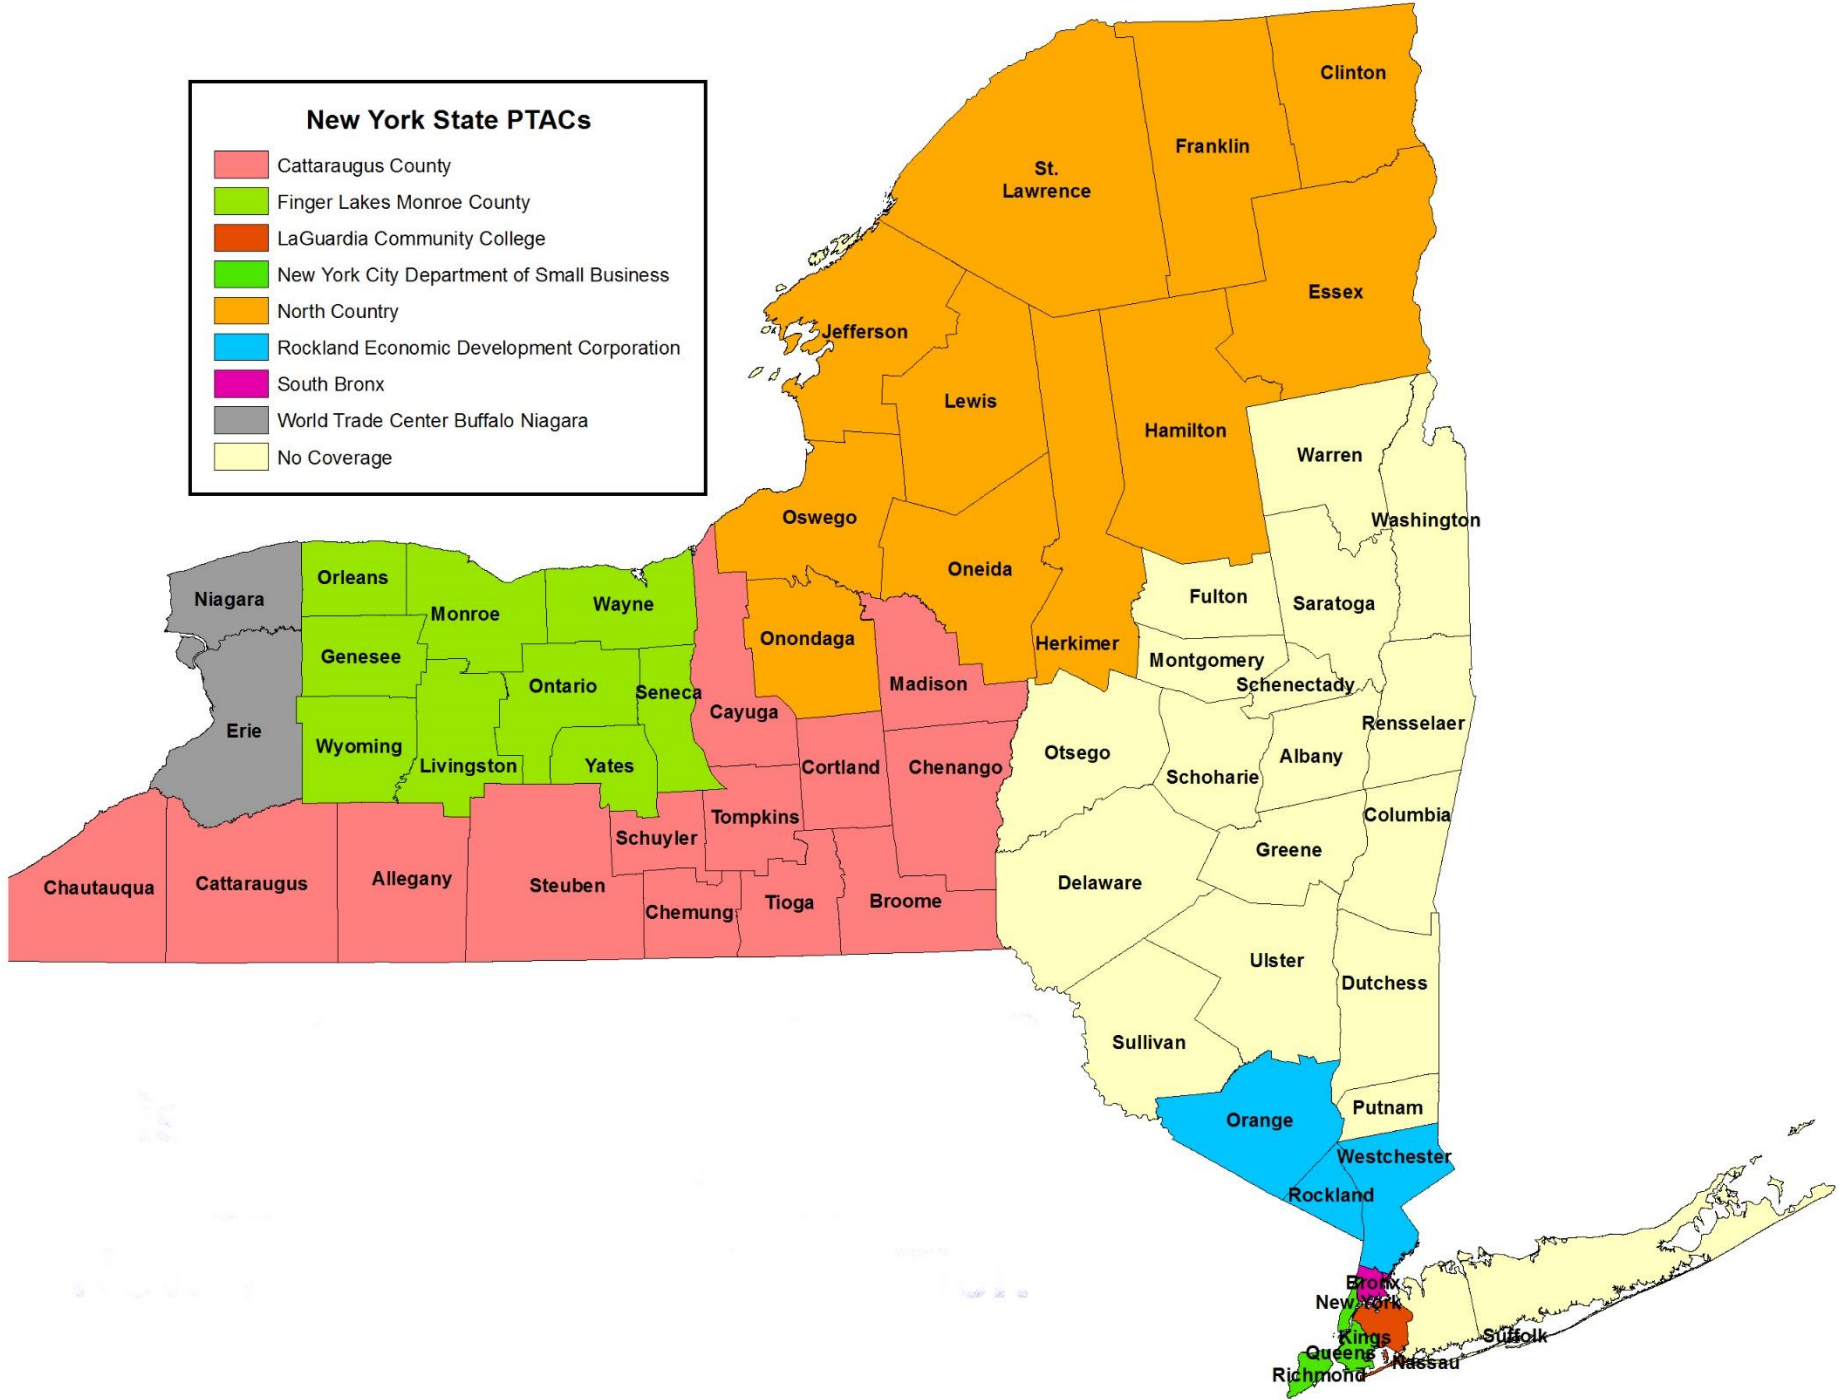 New York State PTACs
Cattaraugus County
Finger Lakes Monroe County
LaGuardia Community College
New York City Department of Small Business
North Country
Rockland Economic Development Corporation
South Bronx
World Trade Center Buffalo Niagara
No Coverage
Clinton
Franklin
St.
Lawrence
Essex
Jefferson
Lewis
Hamilton
Warren
Oswego
Washington
Oneida
Orleans
Niagara
Monroe
Wayne
Fulton
Saratoga
Onondaga
Herkimer
Genesee
Montgomery
Ontario
Seneca
Madison
Schenectady
Cayuga
Rensselaer
Erie
Wyoming
Otsego
Albany
Livingston
Yates
Cortland
Chenango
Schoharie
Tompkins
Columbia
Schuyler
Greene
Chautauqua
Cattaraugus
Allegany
Steuben
Delaware
Chemung
Tioga
Broome
Ulster
Dutchess
Sullivan
Putnam
Orange
Westchester
Rockland
Bronx
New York
Kings
Suffolk
Queens
Nassau
Richmond